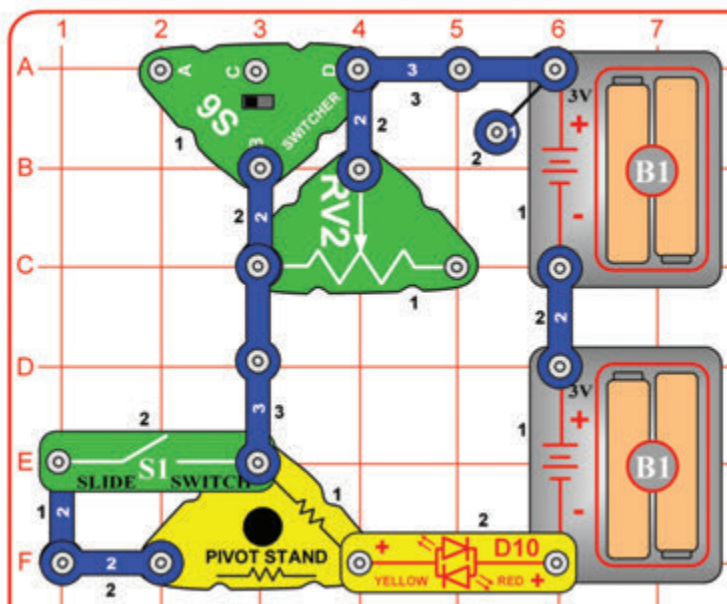 1 2 3 4 5 6 7
A
B
C
D
E
F
A C D B
S6
SWITCHER
1
3
3
2
2
1
2
3V
+
-
B1
1
2
2
RV2
1
2
2
3V
+
-
B1
1
3
3
2
S1
SLIDE SWITCH
1
2
2
2
1
PIVOT STAND
2
+
D10
YELLOW RED +